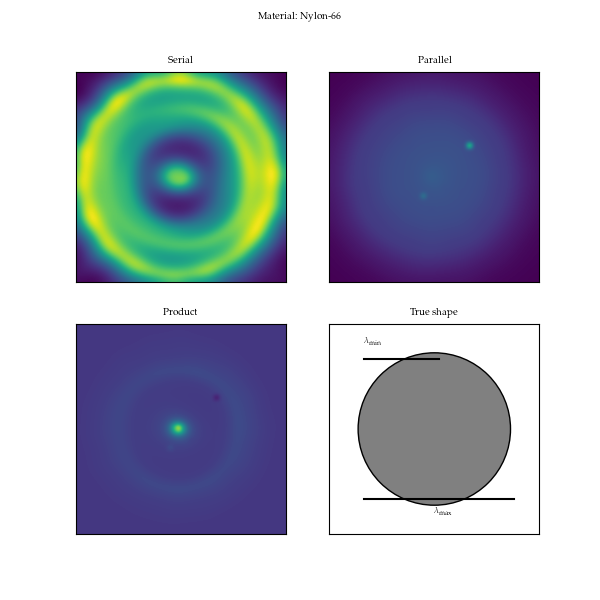 Material: Nylon-66
Serial
Parallel
Product
True shape
λmin
λmax